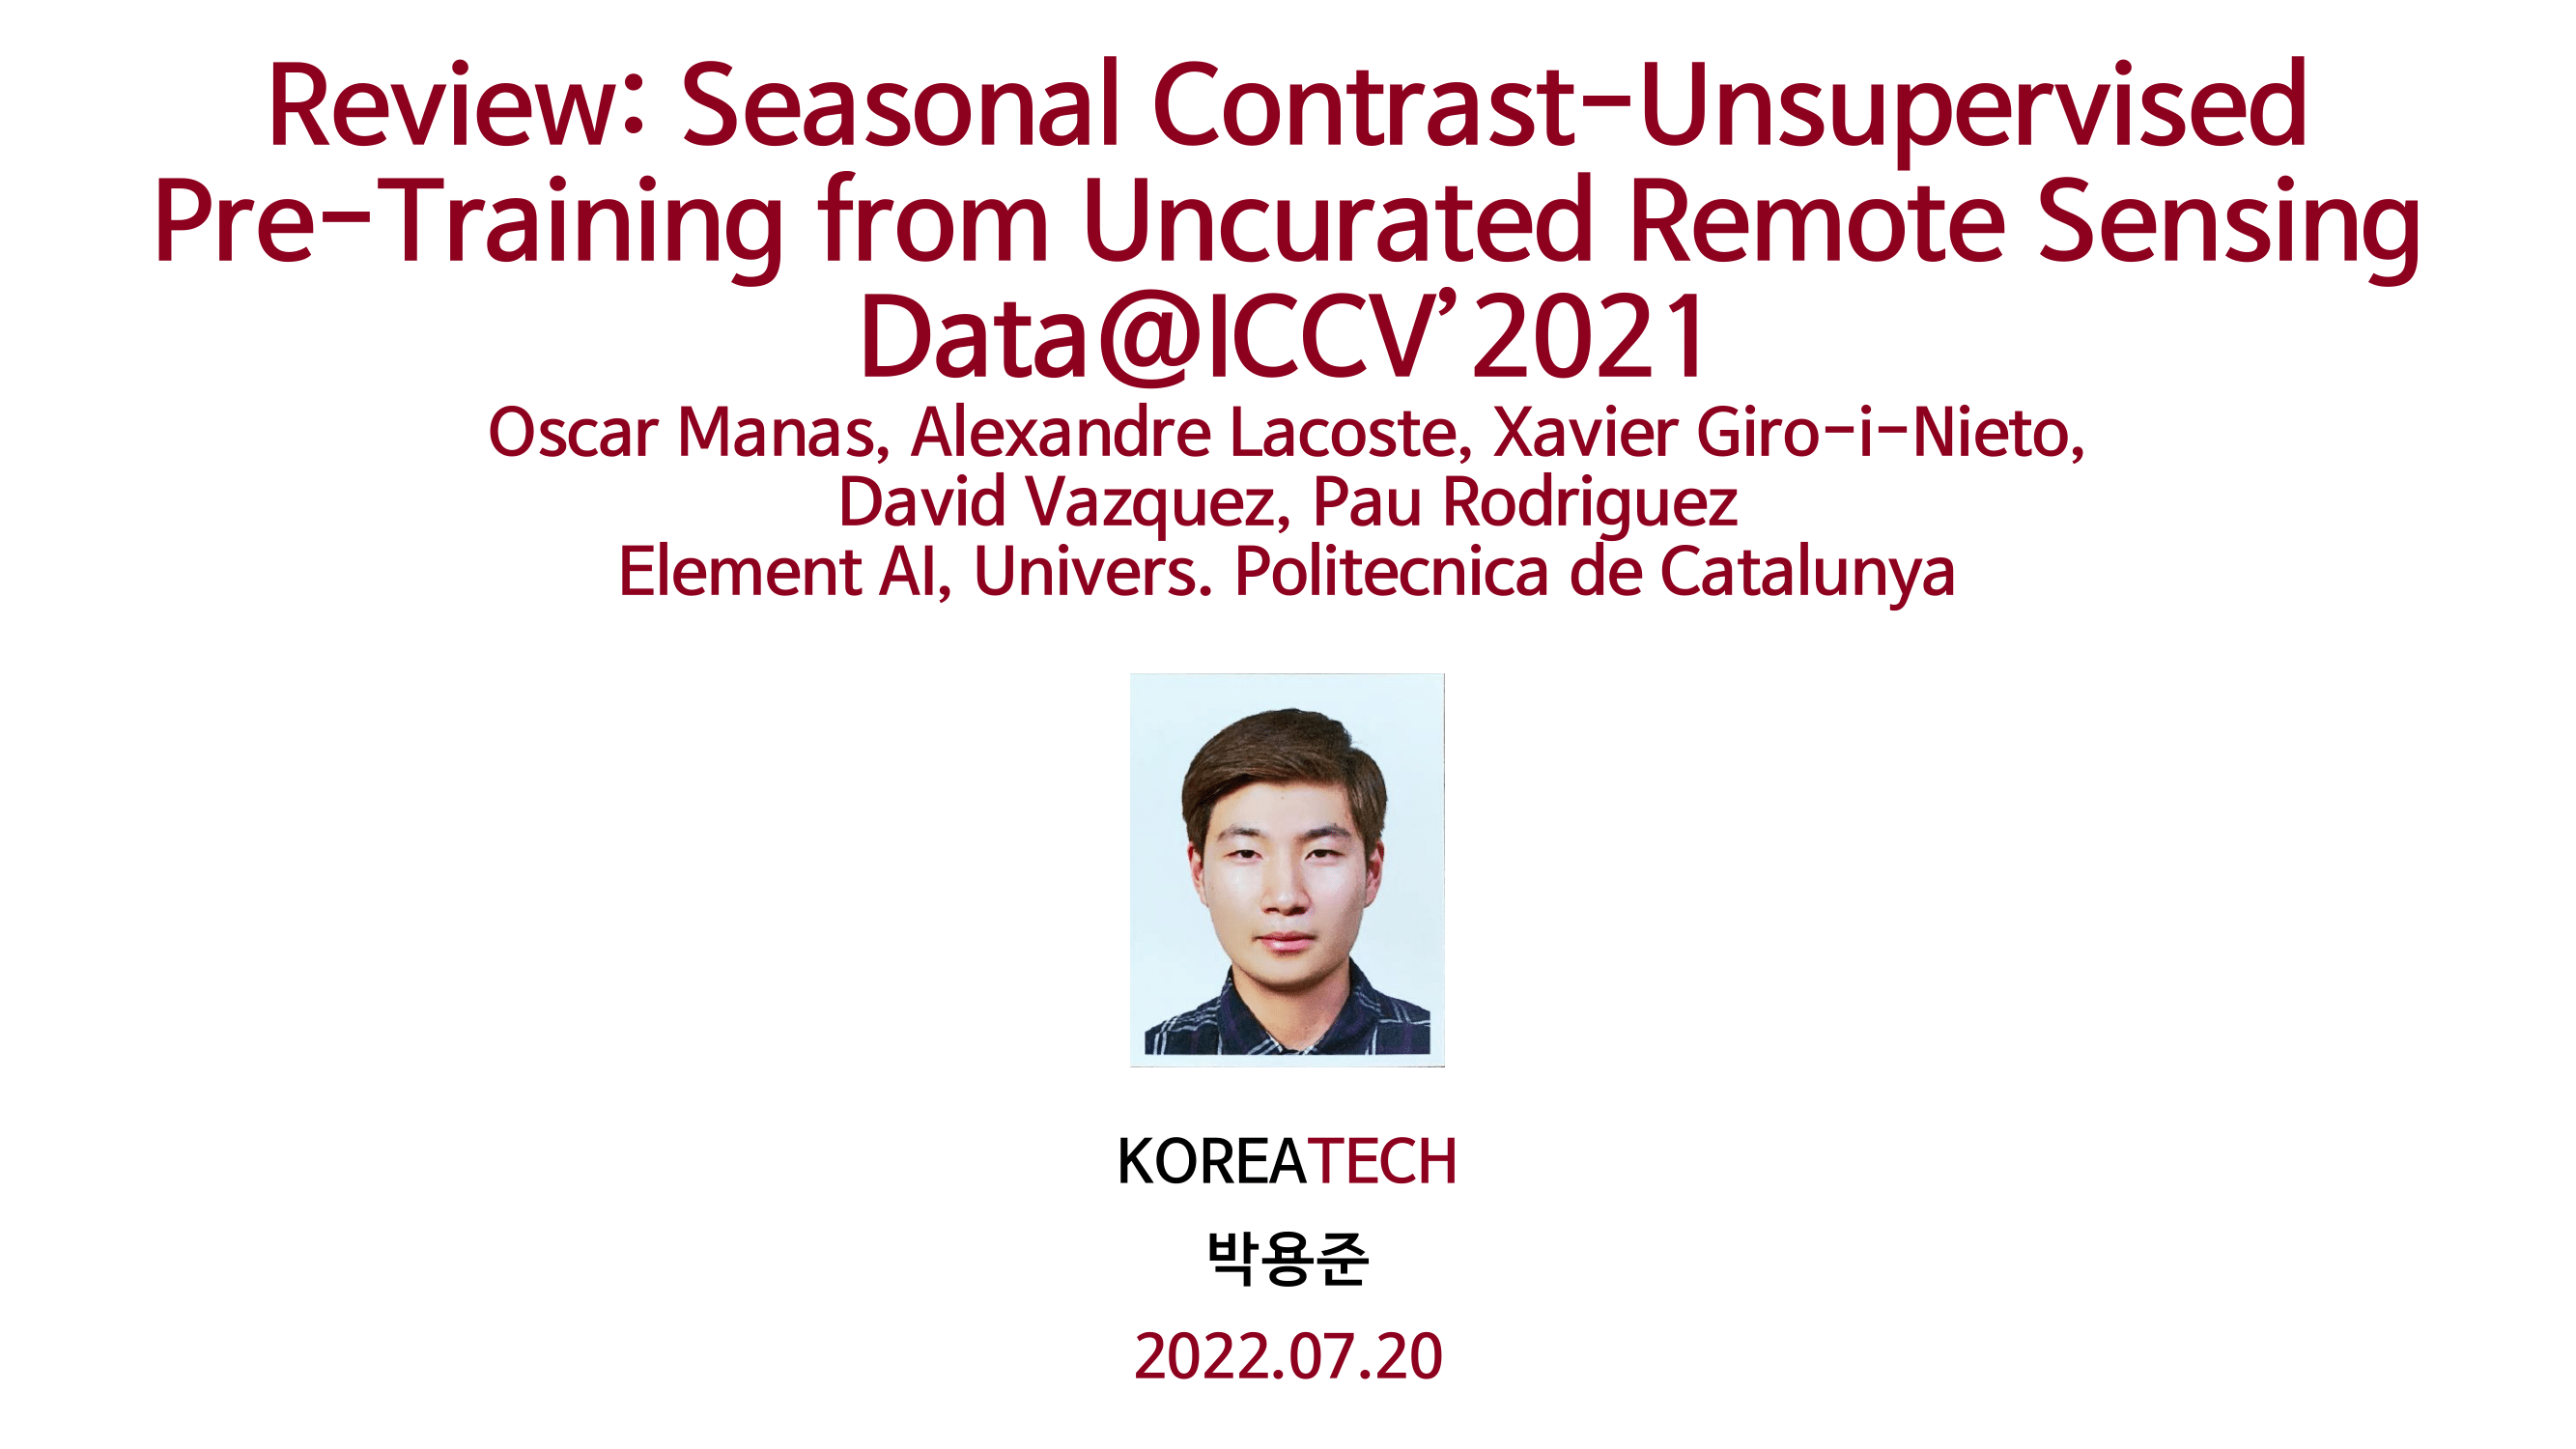 Review: Seasonal Contrast-Unsupervised
Pre-Training from Uncurated Remote Sensing
Data@ICCV’2021
Oscar Manas, Alexandre Lacoste, Xavier Giro-i-Nieto,
David Vazquez, Pau Rodriguez
Element AI, Univers. Politecnica de Catalunya
KOREATECH
박용준
2022.07.20